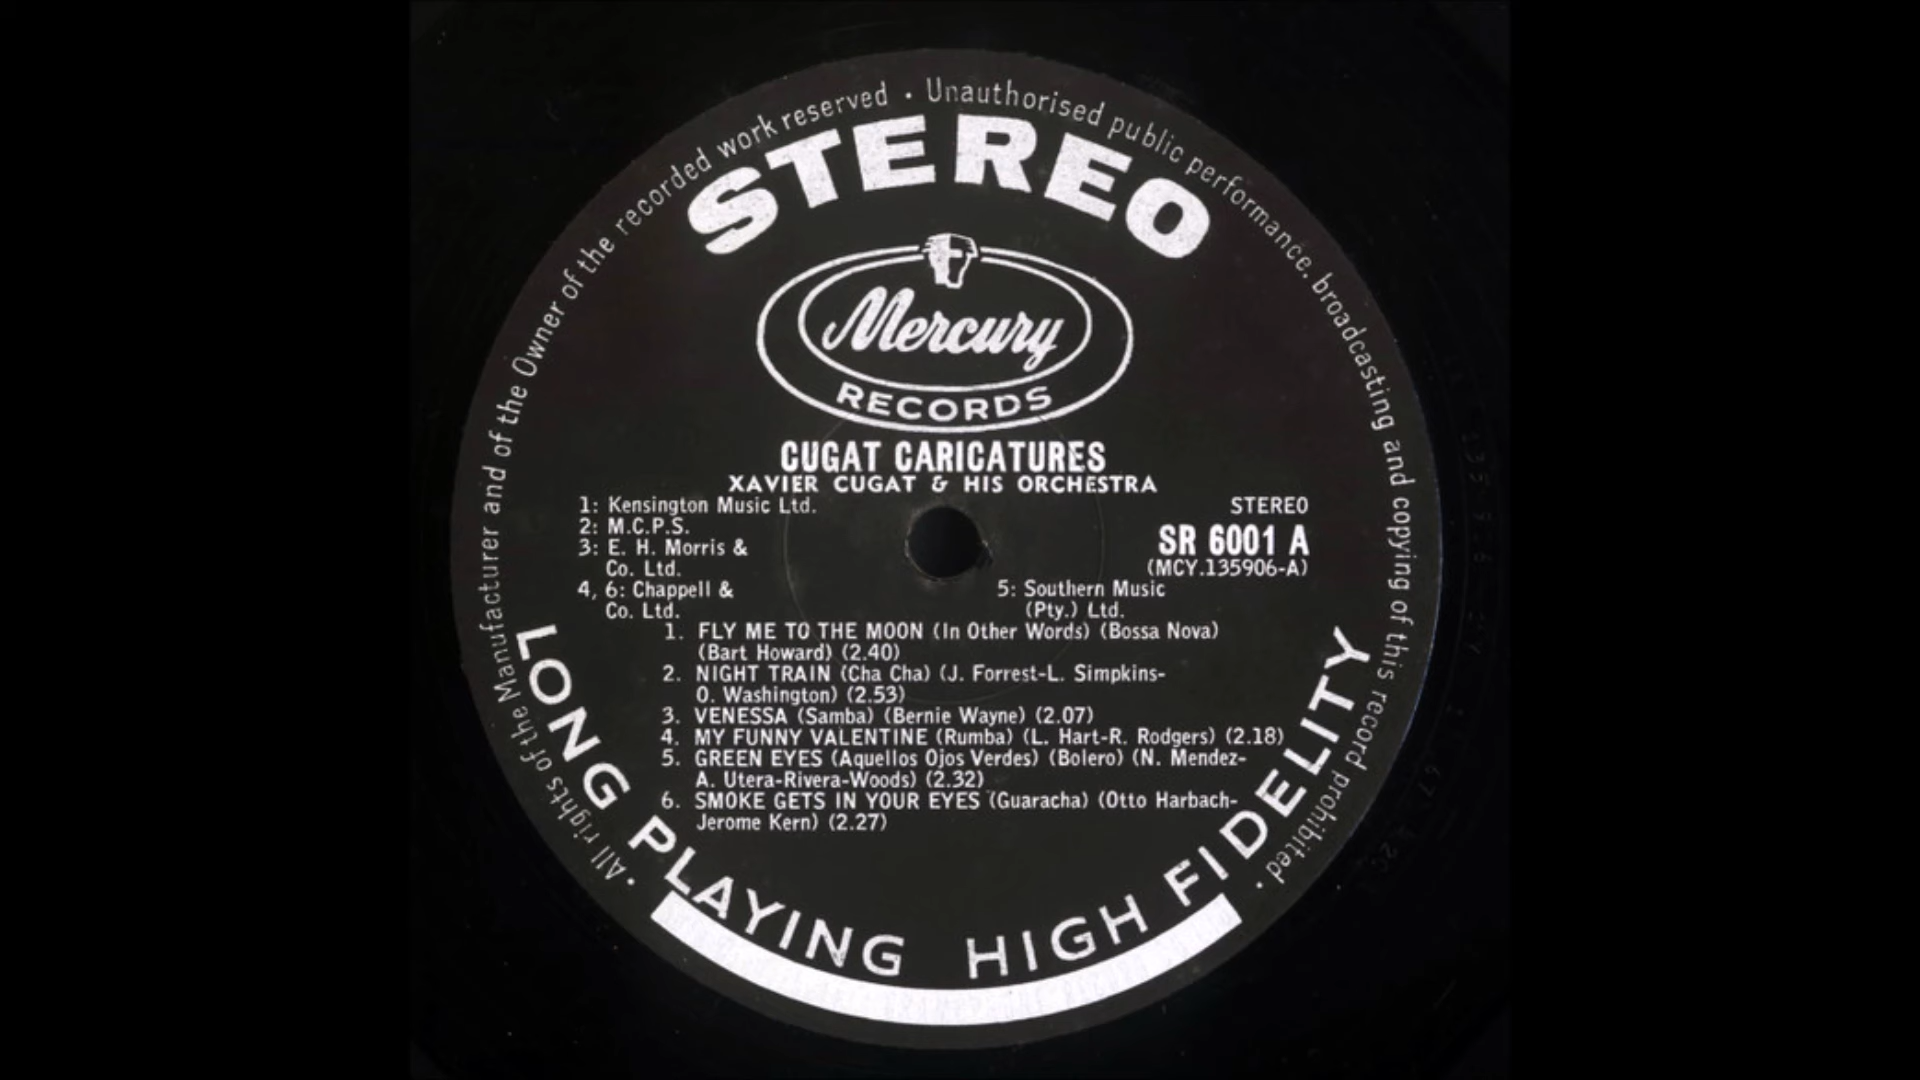 · All rights of the Manufacturer and of the Owner of the recorded work reserved · Unauthorised public performance, broadcasting and copying of this record prohibited ·
STEREO
Mercury
RECORDS
CUGAT CARICATURES
XAVIER CUGAT & HIS ORCHESTRA
1: Kensington Music Ltd.
STEREO
2: M.C.P.S.
SR 6001 A
3: E. H. Morris &
Co. Ltd.
(MCY.135906-A)
4, 6: Chappell &
Co. Ltd.
5: Southern Music
(Pty.) Ltd.
1. FLY ME TO THE MOON (In Other Words) (Bossa Nova)
(Bart Howard) (2.40)
2. NIGHT TRAIN (Cha Cha) (J. Forrest-L. Simpkins-
O. Washington) (2.53)
3. VENESSA (Samba) (Bernie Wayne) (2.07)
4. MY FUNNY VALENTINE (Rumba) (L. Hart-R. Rodgers) (2.18)
5. GREEN EYES (Aquellos Ojos Verdes) (Bolero) (N. Mendez-
A. Utera-Rivera-Woods) (2.32)
6. SMOKE GETS IN YOUR EYES (Guaracha) (Otto Harbach-
Jerome Kern) (2.27)
LONG PLAYING HIGH FIDELITY